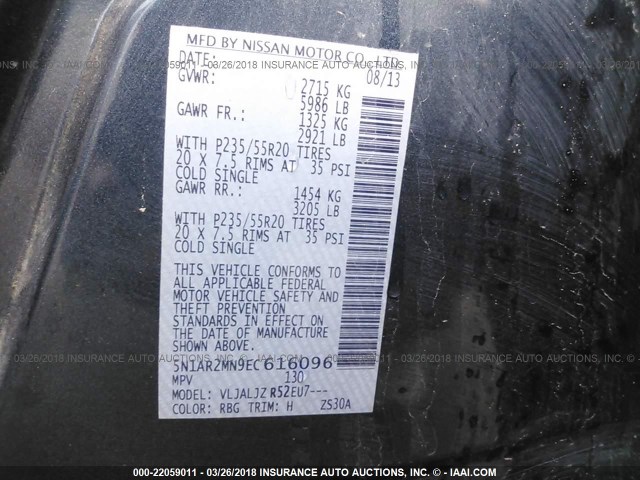 MFD BY NISSAN MOTOR CO., LTD.
DATE: 08/13
GVWR: 2715 KG
5986 LB
GAWR FR.: 1325 KG
2921 LB
WITH P235/55R20 TIRES
20 X 7.5 RIMS AT 35 PSI
COLD SINGLE
GAWR RR.: 1454 KG
3205 LB
WITH P235/55R20 TIRES
20 X 7.5 RIMS AT 35 PSI
COLD SINGLE
THIS VEHICLE CONFORMS TO
ALL APPLICABLE FEDERAL
MOTOR VEHICLE SAFETY AND
THEFT PREVENTION
STANDARDS IN EFFECT ON
THE DATE OF MANUFACTURE
SHOWN ABOVE.
5N1AR2MN9EC616096
MPV 130
MODEL: VLJALJZ R52EU7---
COLOR: RBG TRIM: H ZS30A
000-22059011 - 03/26/2018 INSURANCE AUTO AUCTIONS, INC. © - IAAI.COM